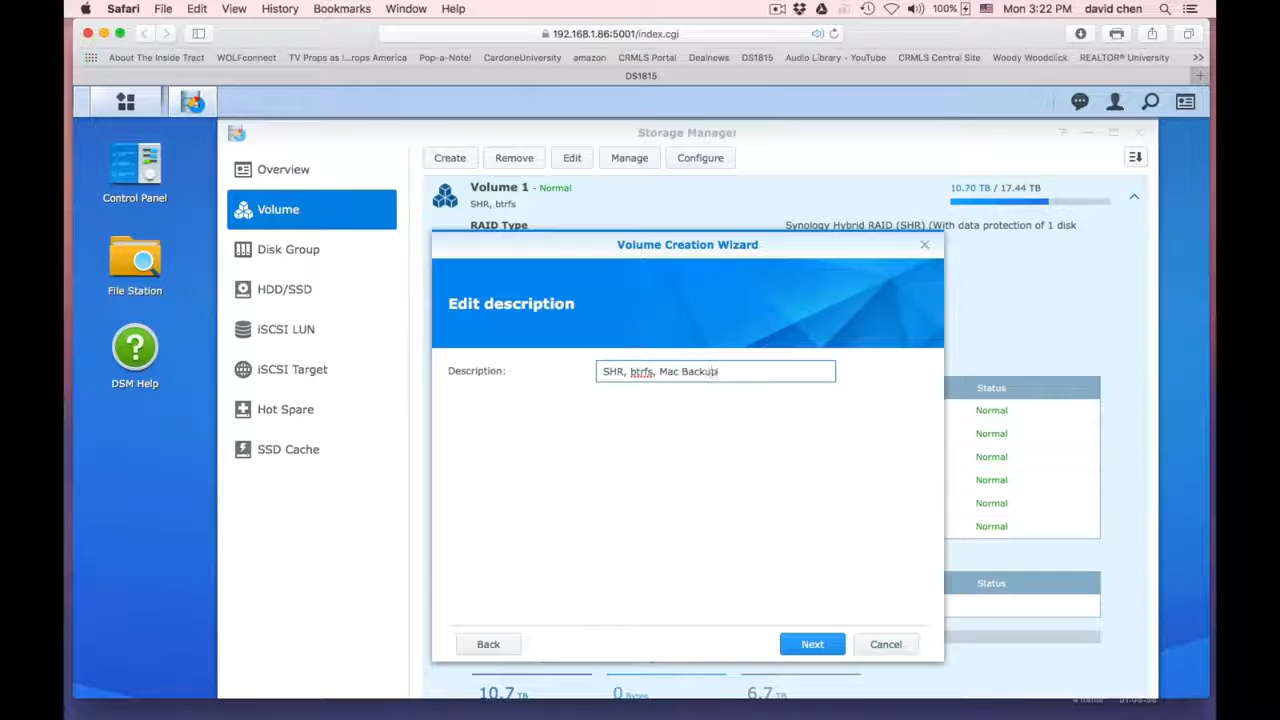 Safari File Edit View History Bookmarks Window Help 100% Mon 3:22 PM david chen
192.168.1.86:5001/index.cgi
About The Inside Tract WOLFconnect TV Props as I...rops America Pop-a-Note! CardoneUniversity amazon CRMLS Portal Dealnews DS1815 Audio Library - YouTube CRMLS Central Site Woody Woodclick REALTOR® University >>
DS1815
Storage Manager
Control Panel
File Station
DSM Help
Overview
Volume
Disk Group
HDD/SSD
iSCSI LUN
iSCSI Target
Hot Spare
SSD Cache
Create Remove Edit Manage Configure
Volume 1 - Normal
SHR, btrfs
10.70 TB / 17.44 TB
RAID Type Synology Hybrid RAID (SHR) (With data protection of 1 disk
Volume Creation Wizard
Edit description
Description: SHR, btrfs, Mac Backup
Back Next Cancel
Status
Normal
Normal
Normal
Normal
Normal
Normal
Status
10.7 TB 0 Bytes 6.7 TB